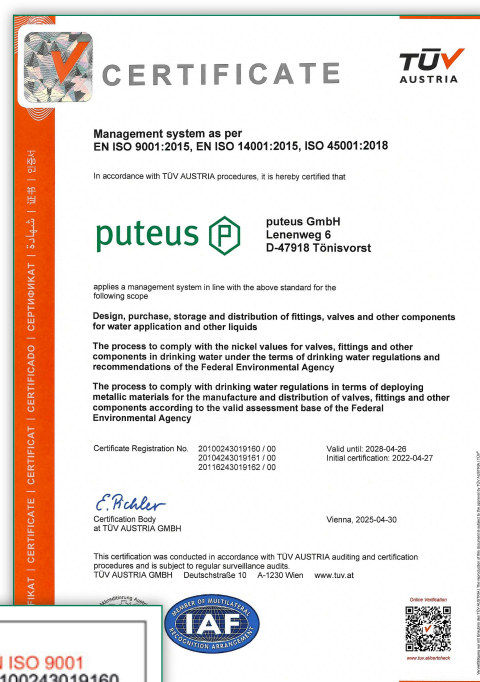 CERTIFICATE
TÜV
AUSTRIA
Management system as per
EN ISO 9001:2015, EN ISO 14001:2015, ISO 45001:2018
In accordance with TÜV AUSTRIA procedures, it is hereby certified that
puteus P
puteus GmbH
Lenenweg 6
D-47918 Tönisvorst
applies a management system in line with the above standard for the
following scope
Design, purchase, storage and distribution of fittings, valves and other components
for water application and other liquids
The process to comply with the nickel values for valves, fittings and other
components in drinking water under the terms of drinking water regulations and
recommendations of the Federal Environmental Agency
The process to comply with drinking water regulations in terms of deploying
metallic materials for the manufacture and distribution of valves, fittings and other
components according to the valid assessment base of the Federal
Environmental Agency
Certificate Registration No. 20100243019160 / 00
20104243019161 / 00
20116243019162 / 00
Valid until: 2028-04-26
Initial certification: 2022-04-27
E. Pichler
Certification Body
at TÜV AUSTRIA GMBH
Vienna, 2025-04-30
This certification was conducted in accordance with TÜV AUSTRIA auditing and certification
procedures and is subject to regular surveillance audits.
TÜV AUSTRIA GMBH Deutschstraße 10 A-1230 Wien www.tuv.at
MEMBER OF MULTILATERAL
IAF
RECOGNITION ARRANGEMENT
Online Verification
www.tuv.at/certcheck
FIKAT | CERTIFICATE | CERTIFICAT | CERTIFICADO | СЕРТИФИКАТ | شهادة | 证书 | 인증서
ISO 9001
00243019160